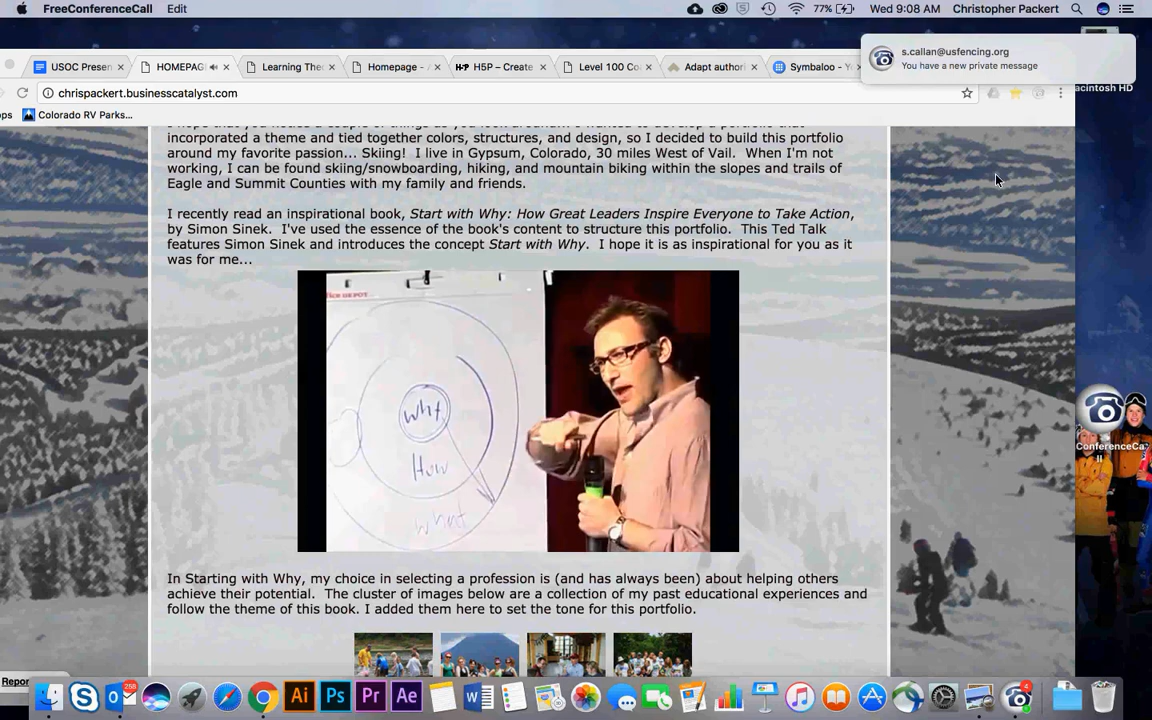 FreeConferenceCall Edit 77% Wed 9:08 AM Christopher Packert
s.callan@usfencing.org
You have a new private message
USOC Presen HOMEPAG Learning The Homepage - H-P H5P – Create Level 100 Co Adapt author Symbaloo -
chrispackert.businesscatalyst.com
acintosh HD
ps Colorado RV Parks...
incorporated a theme and tied together colors, structures, and design, so I decided to build this portfolio
around my favorite passion... Skiing! I live in Gypsum, Colorado, 30 miles West of Vail. When I'm not
working, I can be found skiing/snowboarding, hiking, and mountain biking within the slopes and trails of
Eagle and Summit Counties with my family and friends.
I recently read an inspirational book, Start with Why: How Great Leaders Inspire Everyone to Take Action,
by Simon Sinek. I've used the essence of the book's content to structure this portfolio. This Ted Talk
features Simon Sinek and introduces the concept Start with Why. I hope it is as inspirational for you as it
was for me...
Why
How
what
ConferenceCa
ll
In Starting with Why, my choice in selecting a profession is (and has always been) about helping others
achieve their potential. The cluster of images below are a collection of my past educational experiences and
follow the theme of this book. I added them here to set the tone for this portfolio.
Repor
258
Ai Ps Pr Ae
4